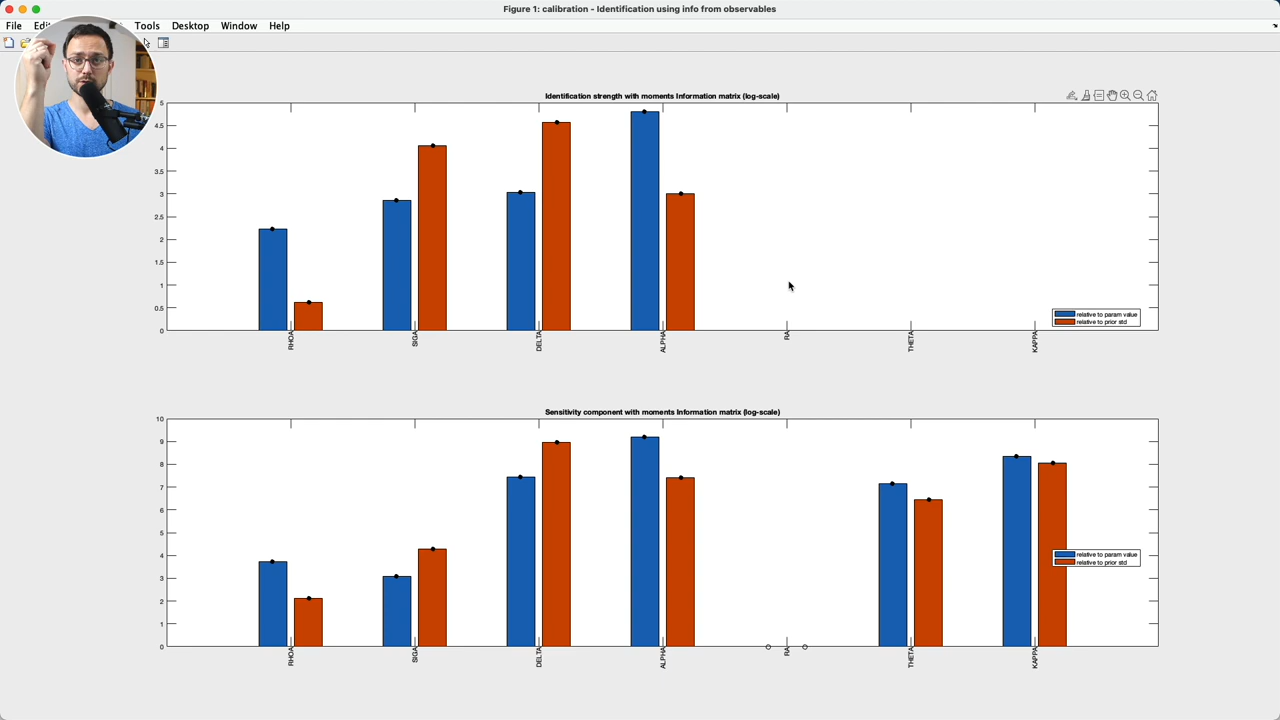 Figure 1: calibration - Identification using info from observables
File
Tools
Desktop
Window
Help
Identification strength with moments Information matrix (log-scale)
5
4.5
4
3.5
3
2.5
2
1.5
1
0.5
0
RHOA
SIGA
DELTA
ALPHA
RA
THETA
KAPPA
relative to param value
relative to prior std
Sensitivity component with moments Information matrix (log-scale)
10
9
8
7
6
5
4
3
2
1
0
RHOA
SIGA
DELTA
ALPHA
RA
THETA
KAPPA
relative to param value
relative to prior std